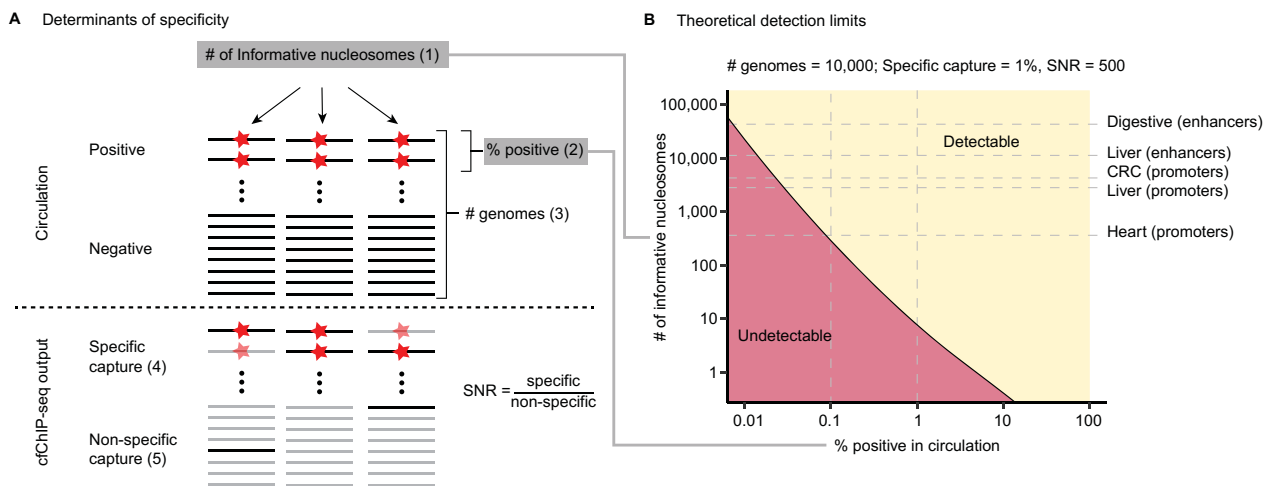 A Determinants of specificity
# of Informative nucleosomes (1)
Circulation
Positive
% positive (2)
# genomes (3)
Negative
cfChIP-seq output
Specific
capture (4)
SNR = specific
non-specific
Non-specific
capture (5)
B Theoretical detection limits
# genomes = 10,000; Specific capture = 1%, SNR = 500
# of informative nucleosomes
100,000
10,000
1,000
100
10
1
Detectable
Undetectable
Digestive (enhancers)
Liver (enhancers)
CRC (promoters)
Liver (promoters)
Heart (promoters)
0.01 0.1 1 10 100
% positive in circulation